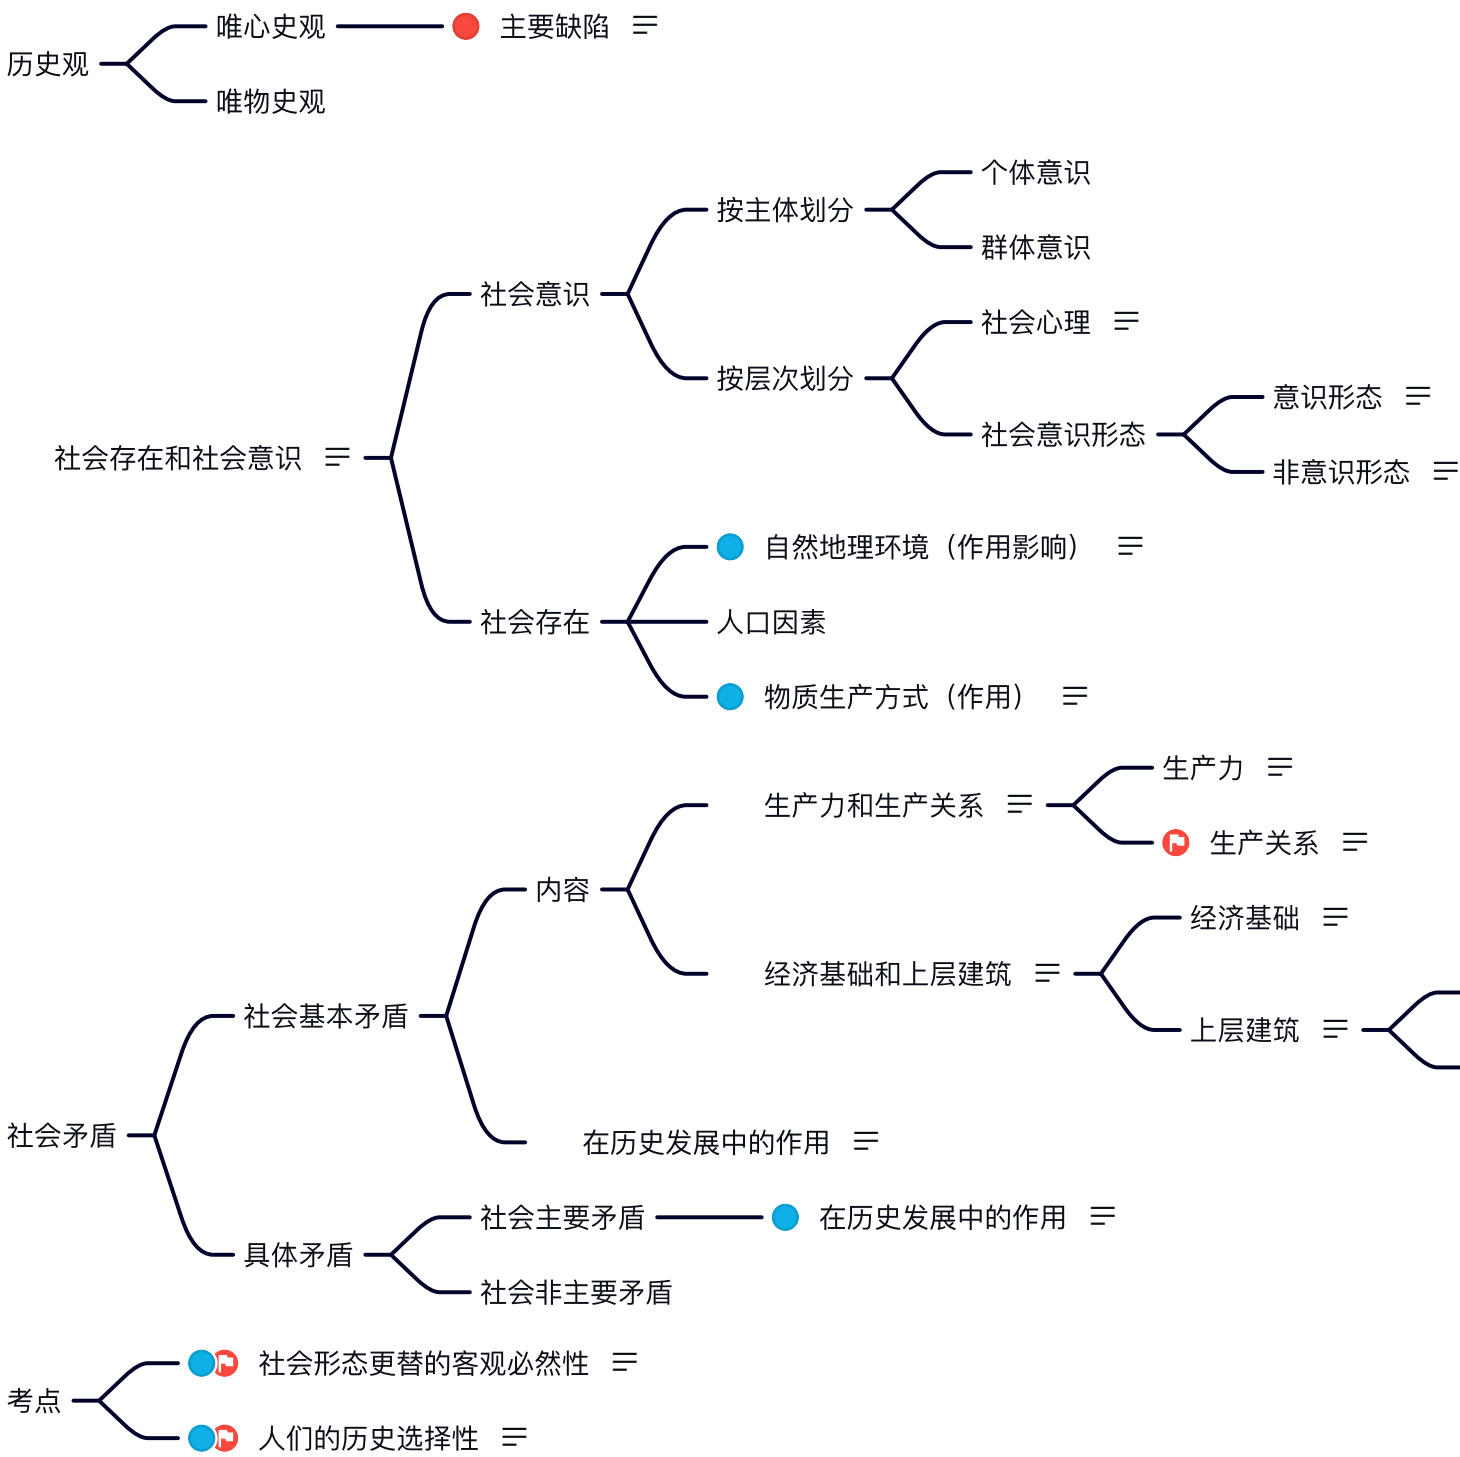 历史观
唯心史观
主要缺陷
唯物史观
社会存在和社会意识
社会意识
按主体划分
个体意识
群体意识
按层次划分
社会心理
社会意识形态
意识形态
非意识形态
社会存在
自然地理环境（作用影响）
人口因素
物质生产方式（作用）
社会矛盾
社会基本矛盾
内容
生产力和生产关系
生产力
生产关系
经济基础和上层建筑
经济基础
上层建筑
在历史发展中的作用
具体矛盾
社会主要矛盾
在历史发展中的作用
社会非主要矛盾
考点
社会形态更替的客观必然性
人们的历史选择性